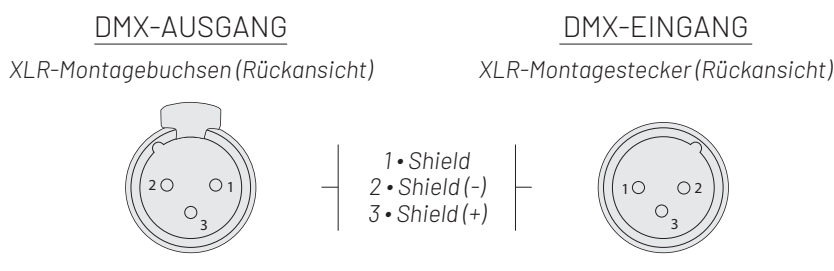 DMX-AUSGANG
XLR-Montagebuchsen (Rückansicht)
2 1
3
1 • Shield
2 • Shield (-)
3 • Shield (+)
DMX-EINGANG
XLR-Montagestecker (Rückansicht)
1 2
3